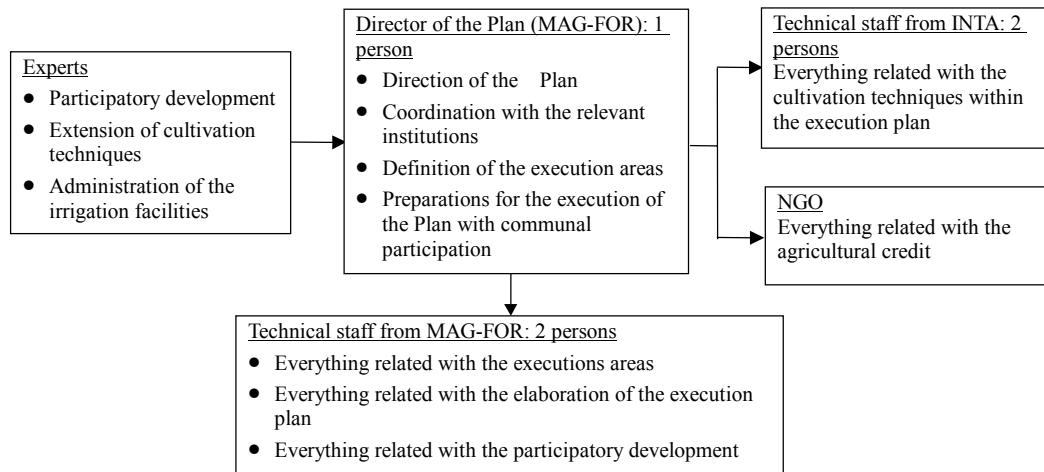 Experts
● Participatory development
● Extension of cultivation
techniques
● Administration of the
irrigation facilities
Director of the Plan (MAG-FOR): 1
person
● Direction of the Plan
● Coordination with the relevant
institutions
● Definition of the execution areas
● Preparations for the execution of
the Plan with communal
participation
Technical staff from INTA: 2
persons
Everything related with the
cultivation techniques within
the execution plan
NGO
Everything related with the
agricultural credit
Technical staff from MAG-FOR: 2 persons
● Everything related with the executions areas
● Everything related with the elaboration of the execution
plan
● Everything related with the participatory development